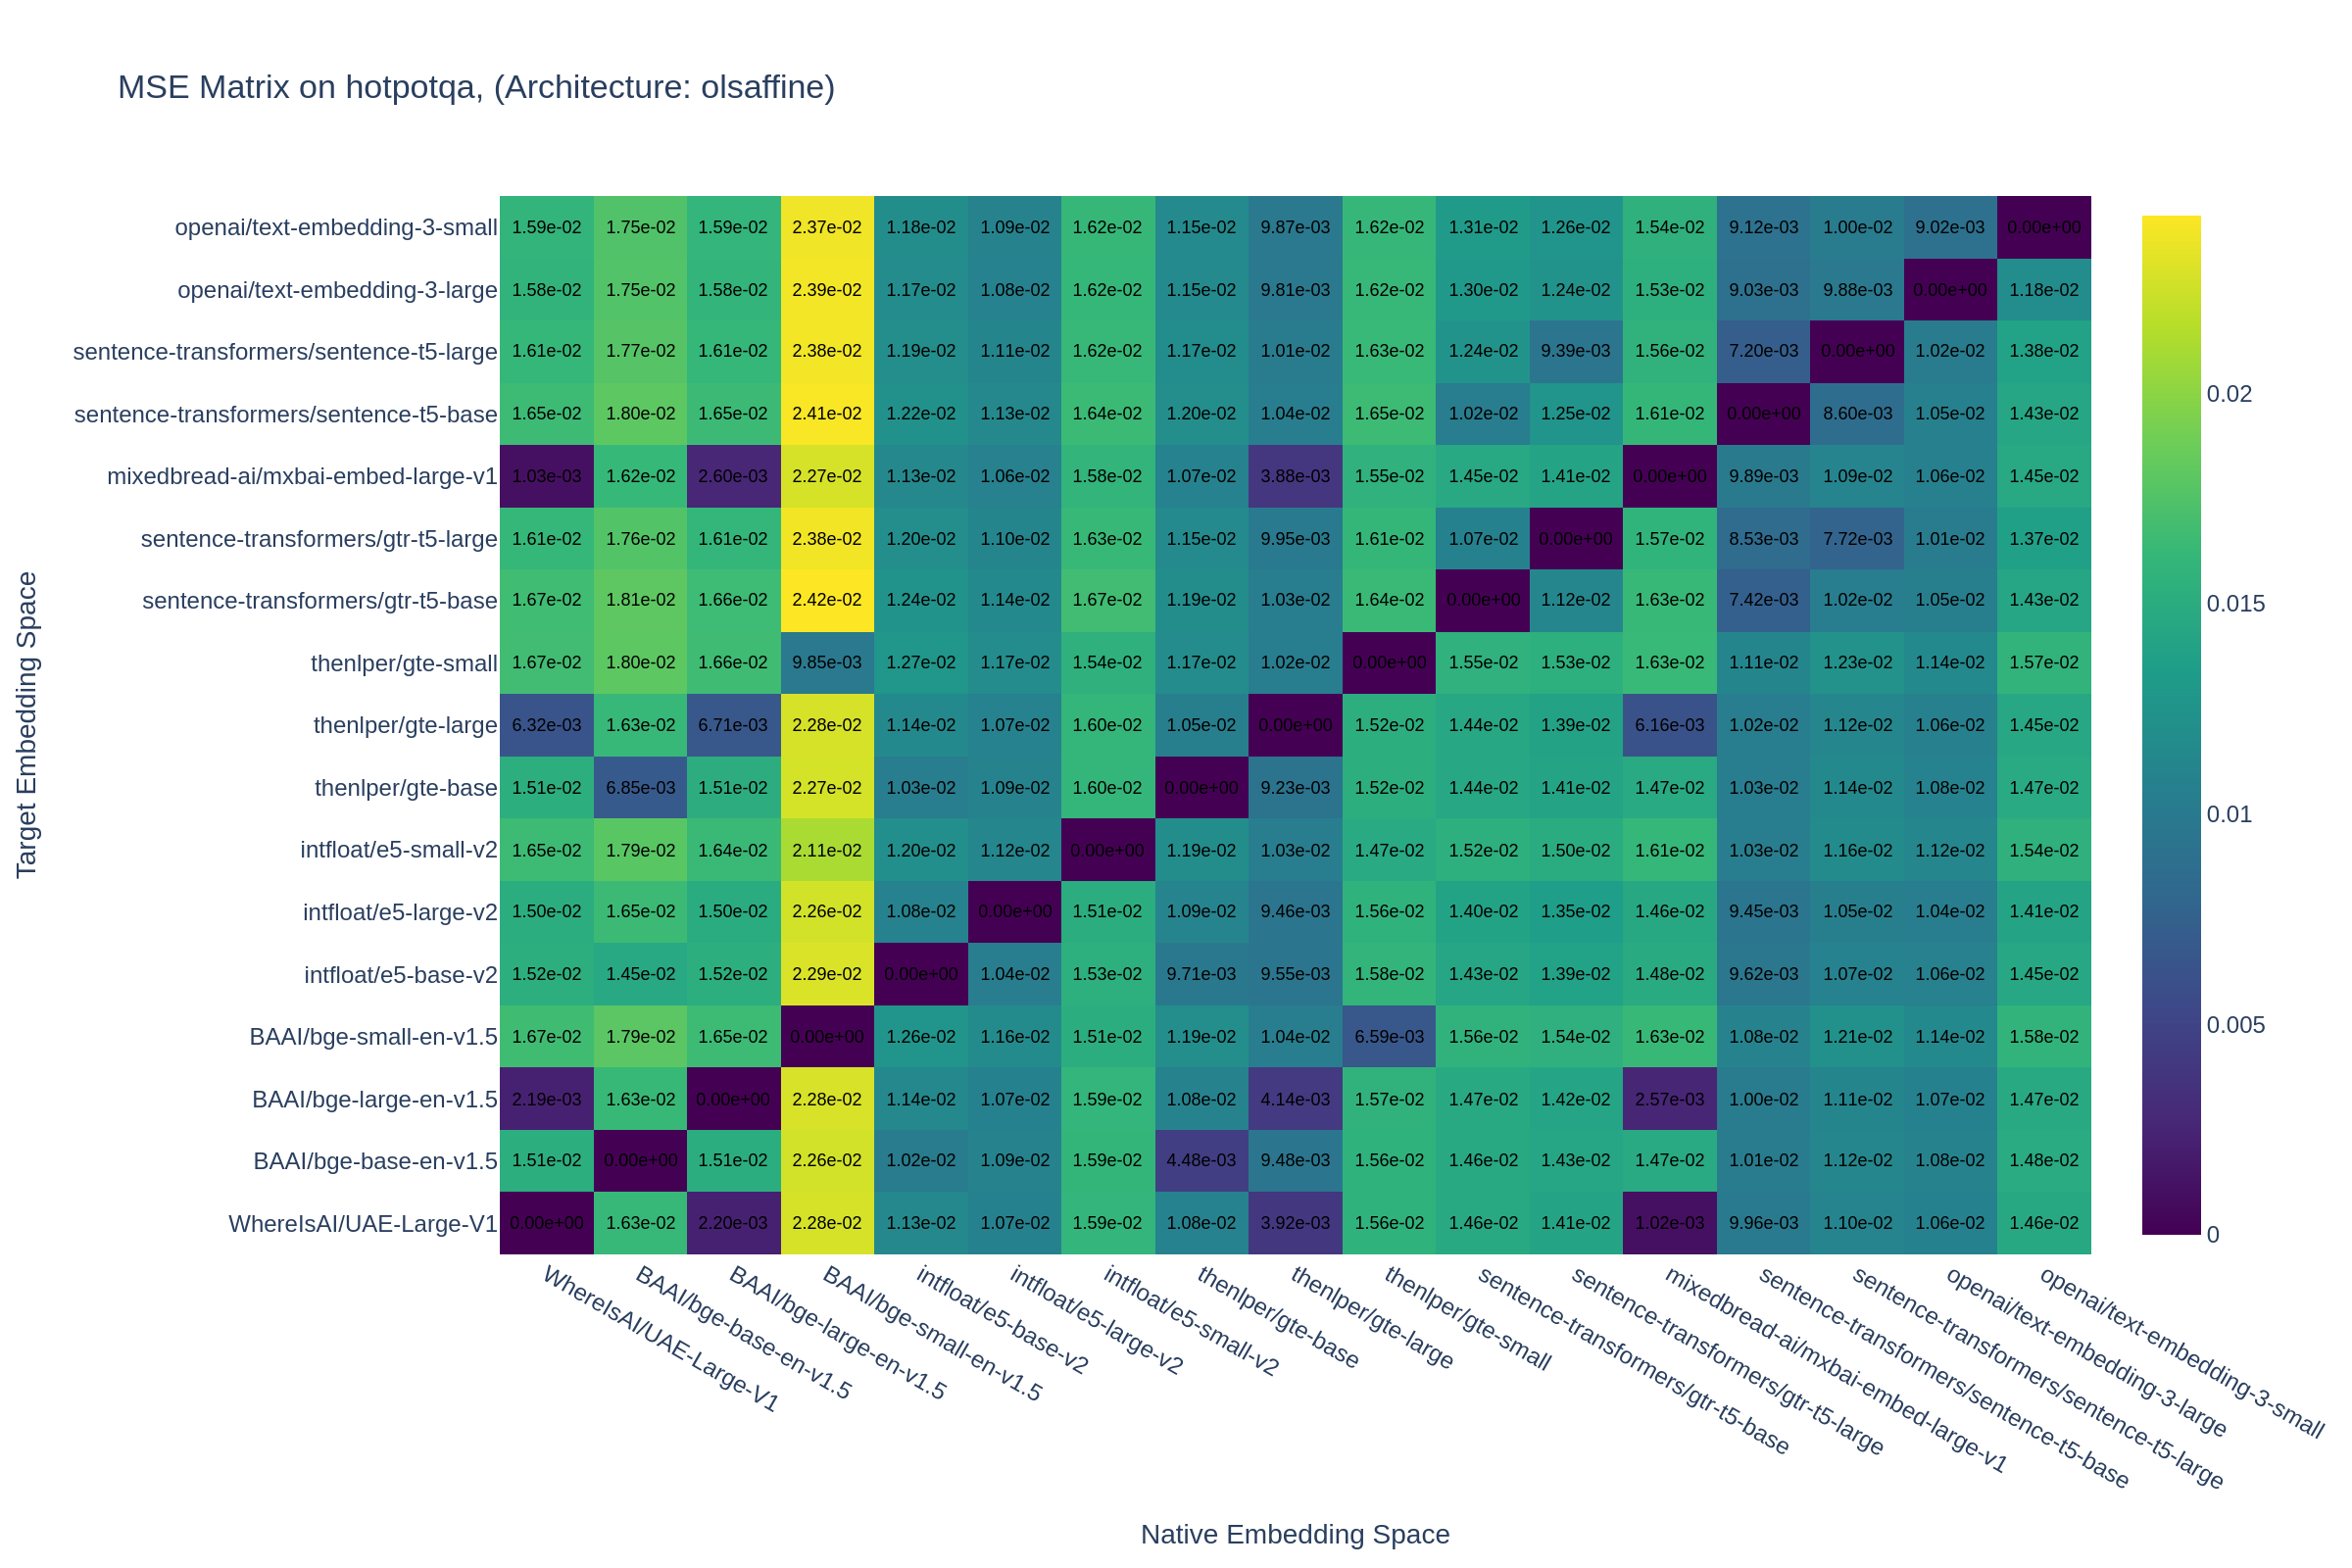 MSE Matrix on hotpotqa, (Architecture: olsaffine)
openai/text-embedding-3-small 1.59e-02 1.75e-02 1.59e-02 2.37e-02 1.18e-02 1.09e-02 1.62e-02 1.15e-02 9.87e-03 1.62e-02 1.31e-02 1.26e-02 1.54e-02 9.12e-03 1.00e-02 9.02e-03 0.00e+00
openai/text-embedding-3-large 1.58e-02 1.75e-02 1.58e-02 2.39e-02 1.17e-02 1.08e-02 1.62e-02 1.15e-02 9.81e-03 1.62e-02 1.30e-02 1.24e-02 1.53e-02 9.03e-03 9.88e-03 0.00e+00 1.18e-02
sentence-transformers/sentence-t5-large 1.61e-02 1.77e-02 1.61e-02 2.38e-02 1.19e-02 1.11e-02 1.62e-02 1.17e-02 1.01e-02 1.63e-02 1.24e-02 9.39e-03 1.56e-02 7.20e-03 0.00e+00 1.02e-02 1.38e-02
sentence-transformers/sentence-t5-base 1.65e-02 1.80e-02 1.65e-02 2.41e-02 1.22e-02 1.13e-02 1.64e-02 1.20e-02 1.04e-02 1.65e-02 1.02e-02 1.25e-02 1.61e-02 0.00e+00 8.60e-03 1.05e-02 1.43e-02
mixedbread-ai/mxbai-embed-large-v1 1.03e-03 1.62e-02 2.60e-03 2.27e-02 1.13e-02 1.06e-02 1.58e-02 1.07e-02 3.88e-03 1.55e-02 1.45e-02 1.41e-02 0.00e+00 9.89e-03 1.09e-02 1.06e-02 1.45e-02
sentence-transformers/gtr-t5-large 1.61e-02 1.76e-02 1.61e-02 2.38e-02 1.20e-02 1.10e-02 1.63e-02 1.15e-02 9.95e-03 1.61e-02 1.07e-02 0.00e+00 1.57e-02 8.53e-03 7.72e-03 1.01e-02 1.37e-02
sentence-transformers/gtr-t5-base 1.67e-02 1.81e-02 1.66e-02 2.42e-02 1.24e-02 1.14e-02 1.67e-02 1.19e-02 1.03e-02 1.64e-02 0.00e+00 1.12e-02 1.63e-02 7.42e-03 1.02e-02 1.05e-02 1.43e-02
thenlper/gte-small 1.67e-02 1.80e-02 1.66e-02 9.85e-03 1.27e-02 1.17e-02 1.54e-02 1.17e-02 1.02e-02 0.00e+00 1.55e-02 1.53e-02 1.63e-02 1.11e-02 1.23e-02 1.14e-02 1.57e-02
thenlper/gte-large 6.32e-03 1.63e-02 6.71e-03 2.28e-02 1.14e-02 1.07e-02 1.60e-02 1.05e-02 0.00e+00 1.52e-02 1.44e-02 1.39e-02 6.16e-03 1.02e-02 1.12e-02 1.06e-02 1.45e-02
thenlper/gte-base 1.51e-02 6.85e-03 1.51e-02 2.27e-02 1.03e-02 1.09e-02 1.60e-02 0.00e+00 9.23e-03 1.52e-02 1.44e-02 1.41e-02 1.47e-02 1.03e-02 1.14e-02 1.08e-02 1.47e-02
intfloat/e5-small-v2 1.65e-02 1.79e-02 1.64e-02 2.11e-02 1.20e-02 1.12e-02 0.00e+00 1.19e-02 1.03e-02 1.47e-02 1.52e-02 1.50e-02 1.61e-02 1.03e-02 1.16e-02 1.12e-02 1.54e-02
intfloat/e5-large-v2 1.50e-02 1.65e-02 1.50e-02 2.26e-02 1.08e-02 0.00e+00 1.51e-02 1.09e-02 9.46e-03 1.56e-02 1.40e-02 1.35e-02 1.46e-02 9.45e-03 1.05e-02 1.04e-02 1.41e-02
intfloat/e5-base-v2 1.52e-02 1.45e-02 1.52e-02 2.29e-02 0.00e+00 1.04e-02 1.53e-02 9.71e-03 9.55e-03 1.58e-02 1.43e-02 1.39e-02 1.48e-02 9.62e-03 1.07e-02 1.06e-02 1.45e-02
BAAI/bge-small-en-v1.5 1.67e-02 1.79e-02 1.65e-02 0.00e+00 1.26e-02 1.16e-02 1.51e-02 1.19e-02 1.04e-02 6.59e-03 1.56e-02 1.54e-02 1.63e-02 1.08e-02 1.21e-02 1.14e-02 1.58e-02
BAAI/bge-large-en-v1.5 2.19e-03 1.63e-02 0.00e+00 2.28e-02 1.14e-02 1.07e-02 1.59e-02 1.08e-02 4.14e-03 1.57e-02 1.47e-02 1.42e-02 2.57e-03 1.00e-02 1.11e-02 1.07e-02 1.47e-02
BAAI/bge-base-en-v1.5 1.51e-02 0.00e+00 1.51e-02 2.26e-02 1.02e-02 1.09e-02 1.59e-02 4.48e-03 9.48e-03 1.56e-02 1.46e-02 1.43e-02 1.47e-02 1.01e-02 1.12e-02 1.08e-02 1.48e-02
WhereIsAI/UAE-Large-V1 0.00e+00 1.63e-02 2.20e-03 2.28e-02 1.13e-02 1.07e-02 1.59e-02 1.08e-02 3.92e-03 1.56e-02 1.46e-02 1.41e-02 1.02e-03 9.96e-03 1.10e-02 1.06e-02 1.46e-02
Target Embedding Space
WhereIsAI/UAE-Large-V1
BAAI/bge-base-en-v1.5
BAAI/bge-large-en-v1.5
BAAI/bge-small-en-v1.5
intfloat/e5-base-v2
intfloat/e5-large-v2
intfloat/e5-small-v2
thenlper/gte-base
thenlper/gte-large
thenlper/gte-small
sentence-transformers/gtr-t5-base
sentence-transformers/gtr-t5-large
mixedbread-ai/mxbai-embed-large-v1
sentence-transformers/sentence-t5-base
sentence-transformers/sentence-t5-large
openai/text-embedding-3-large
openai/text-embedding-3-small
Native Embedding Space
0.02
0.015
0.01
0.005
0